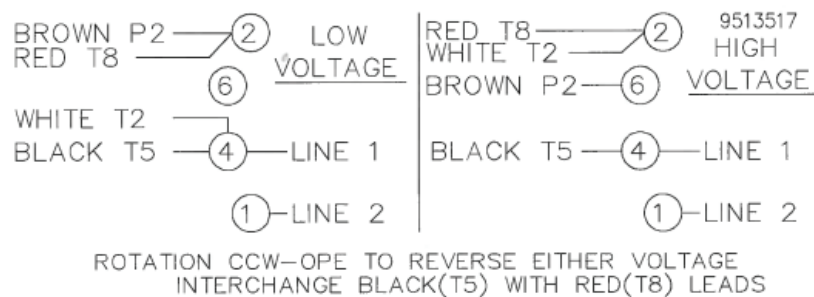 BROWN P2 2 LOW
RED T8 VOLTAGE
6
WHITE T2
BLACK T5 4 LINE 1
1 LINE 2
9513517
RED T8 2 HIGH
WHITE T2 VOLTAGE
BROWN P2 6
BLACK T5 4 LINE 1
1 LINE 2
ROTATION CCW-OPE TO REVERSE EITHER VOLTAGE
INTERCHANGE BLACK(T5) WITH RED(T8) LEADS